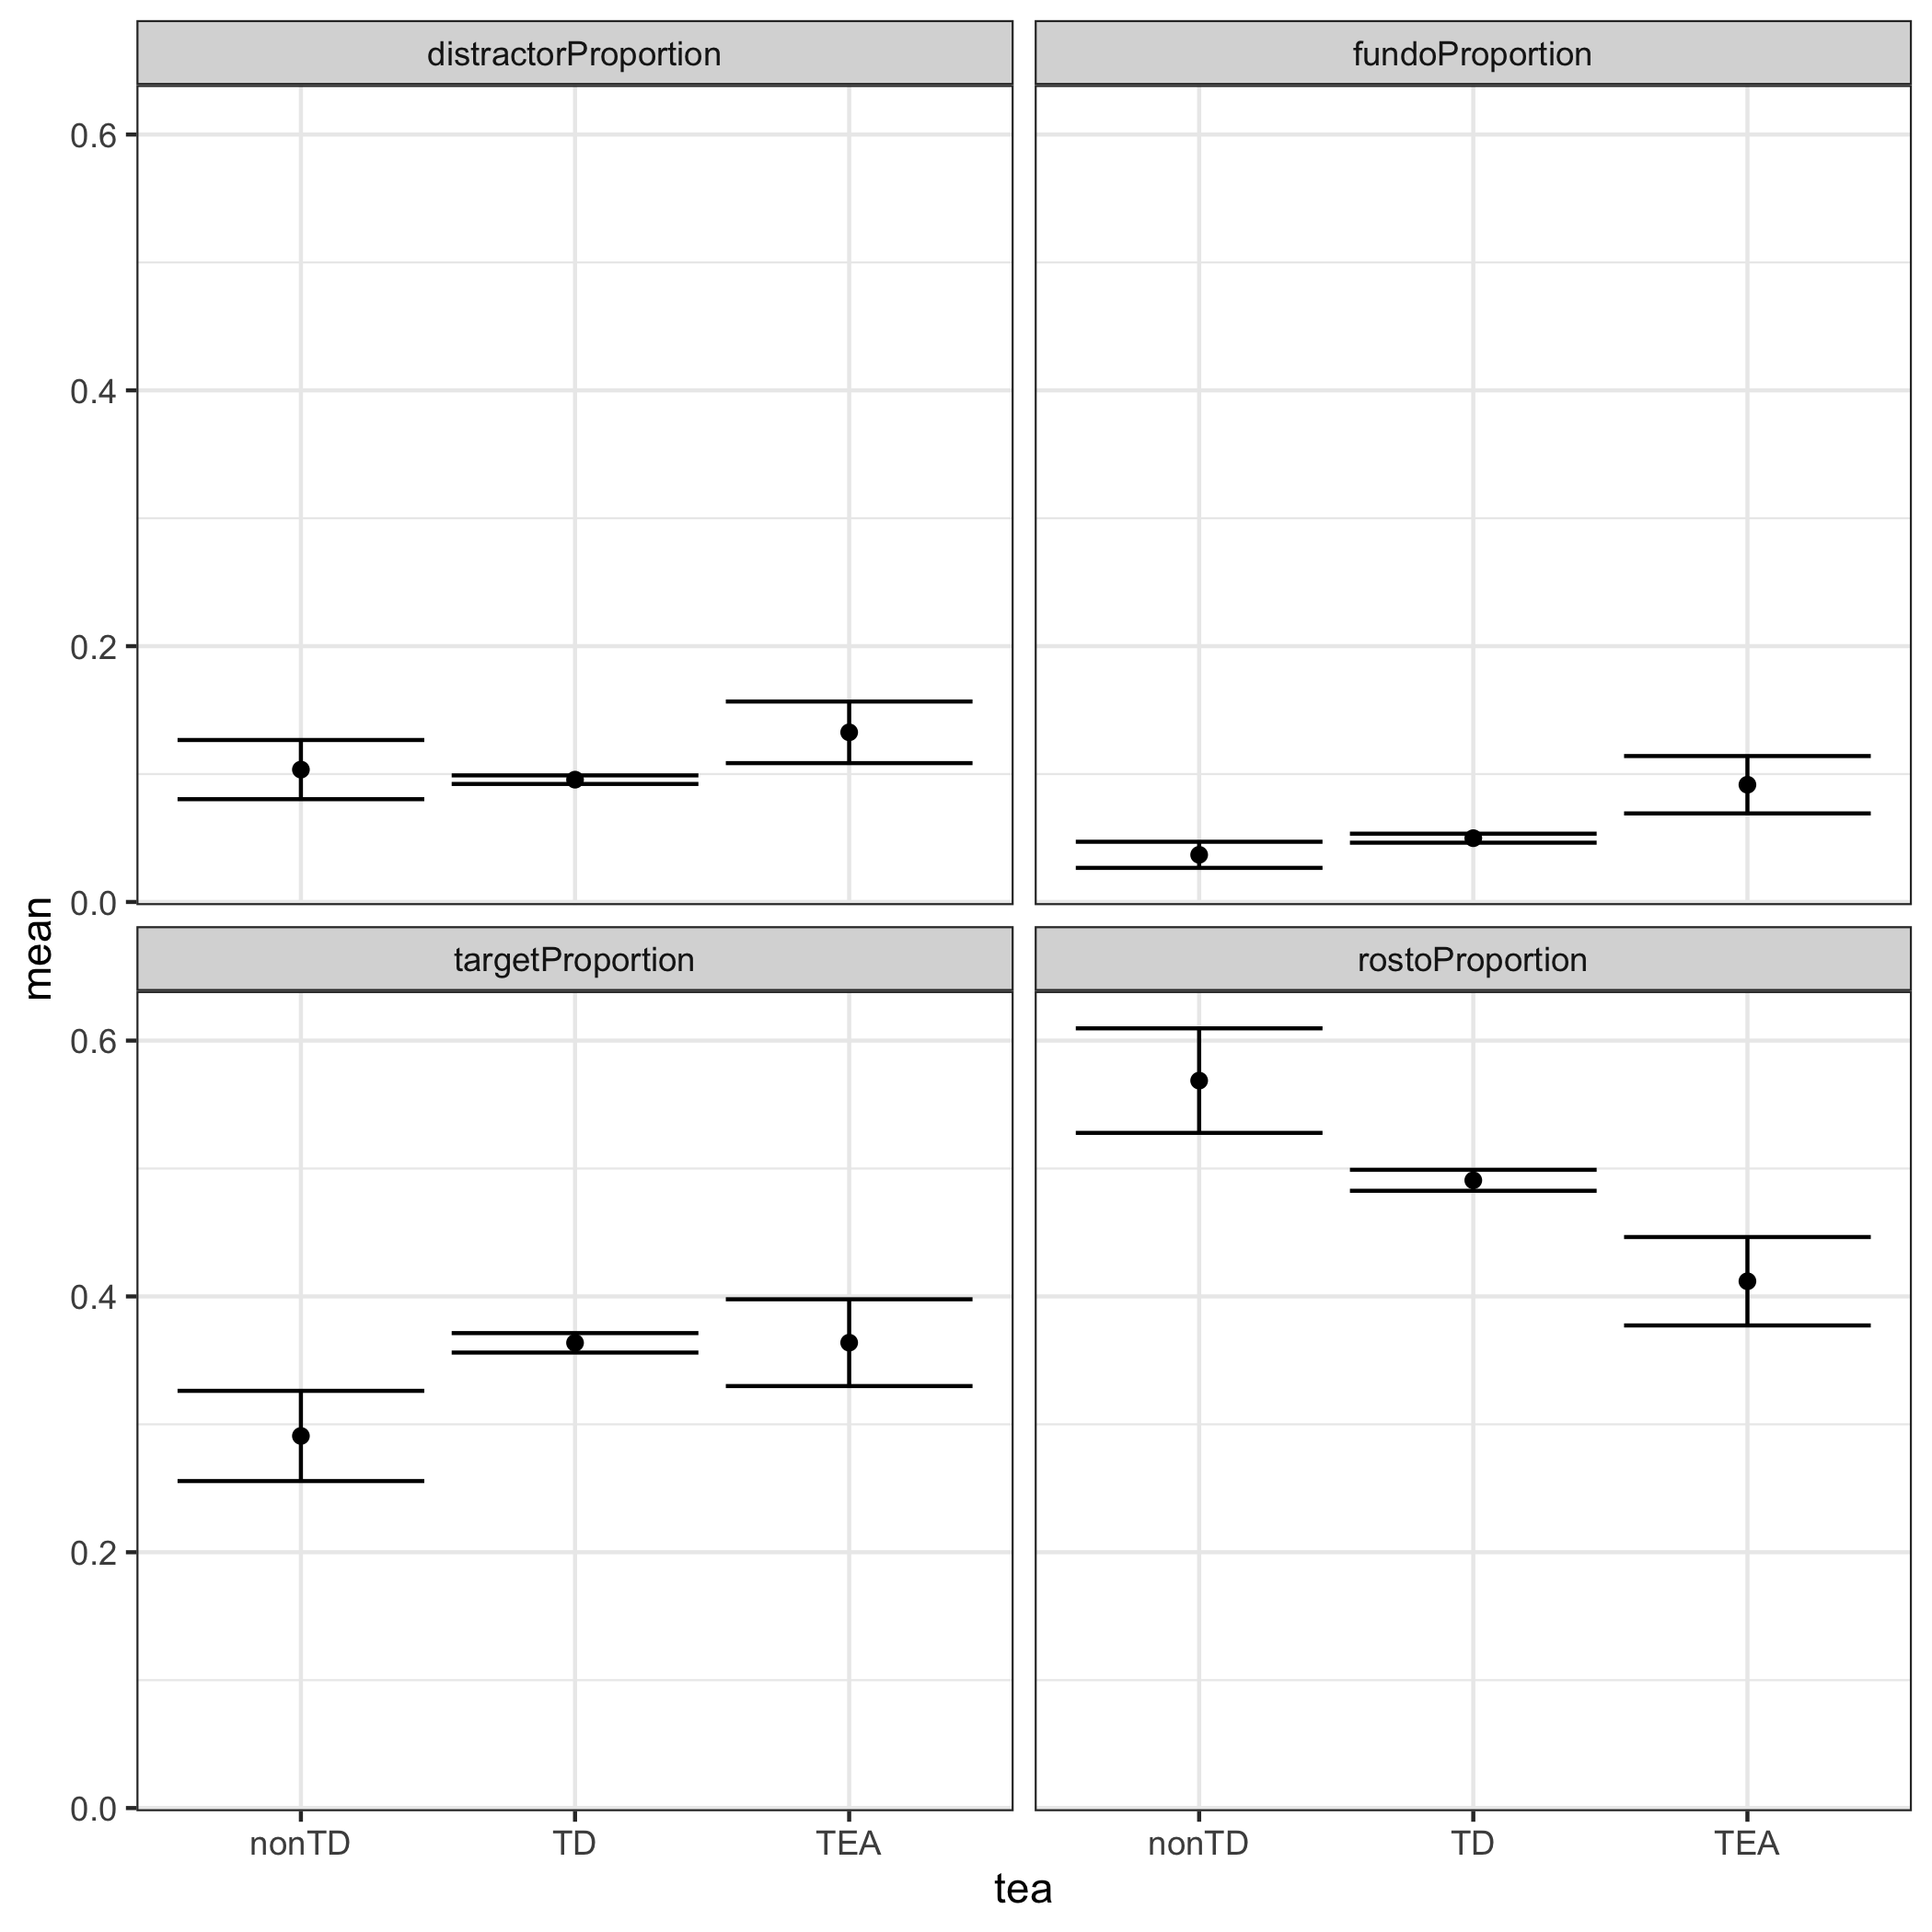 distractorProportion
fundoProportion
0.6
0.4
0.2
0.0
mean
targetProportion
rostoProportion
0.6
0.4
0.2
0.0
nonTD TD TEA
nonTD TD TEA
tea